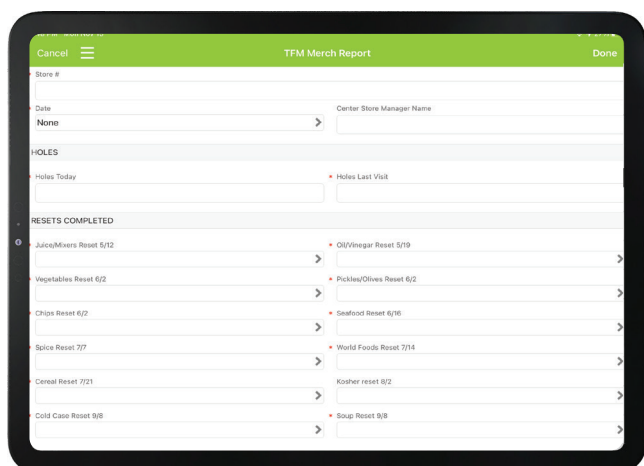 Cancel TFM Merch Report Done
* Store #
* Date Center Store Manager Name
None
HOLES
* Holes Today * Holes Last Visit
RESETS COMPLETED
* Juice/Mixers Reset 5/12 * Oil/Vinegar Reset 5/19
* Vegetables Reset 6/2 * Pickles/Olives Reset 6/2
* Chips Reset 6/2 * Seafood Reset 6/16
* Spice Reset 7/7 * World Foods Reset 7/14
* Cereal Reset 7/21 Kosher reset 8/2
* Cold Case Reset 9/8 * Soup Reset 9/8